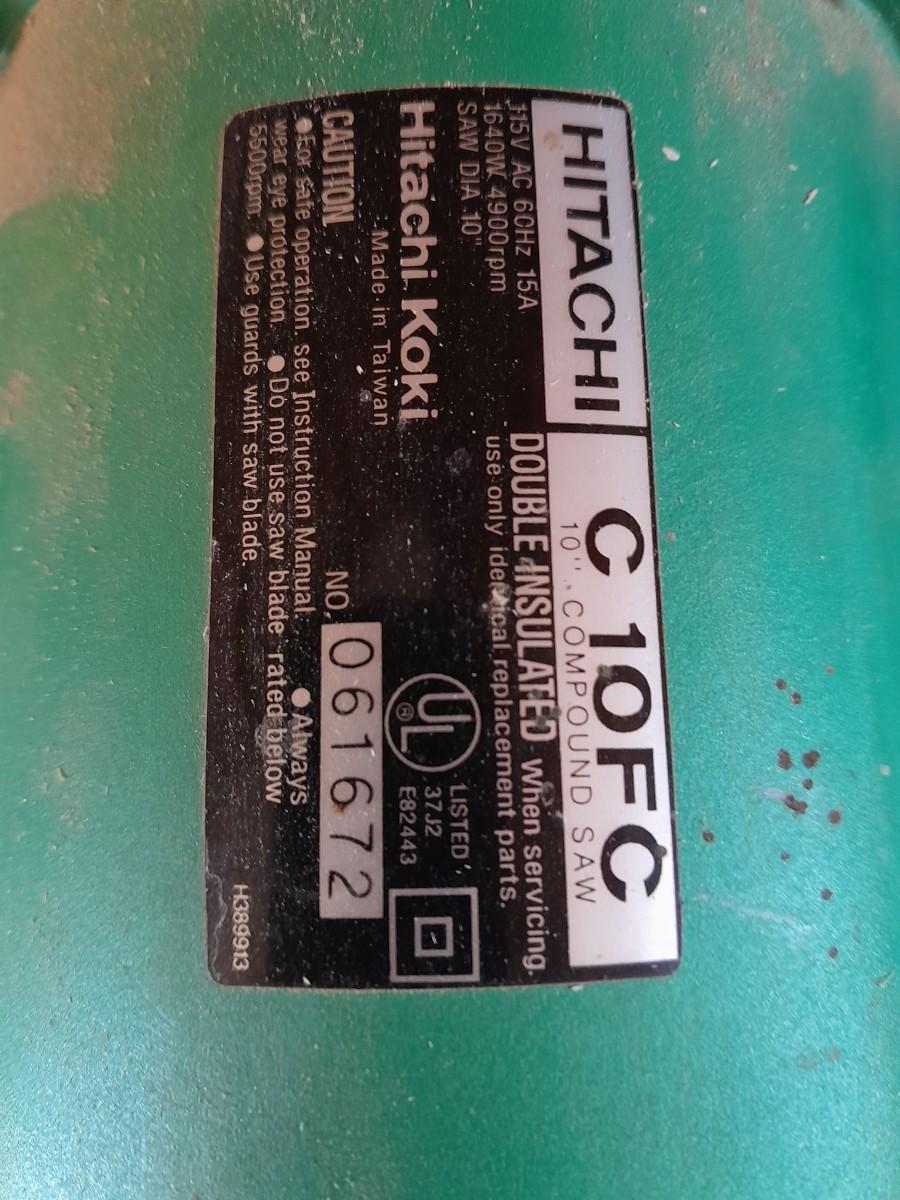 HITACHI
C 10FC
10" COMPOUND SAW
115V AC 60Hz 15A
1640W 4900rpm
SAW DIA 10"
DOUBLE INSULATED When servicing,
use only identical replacement parts.
Hitachi Koki
Made in Taiwan
UL
®
LISTED
37J2
E82443
NO. 061672
CAUTION
●For safe operation, see Instruction Manual. ●Always
wear eye protection. ●Do not use saw blade rated below
5500rpm. ●Use guards with saw blade.
H389913